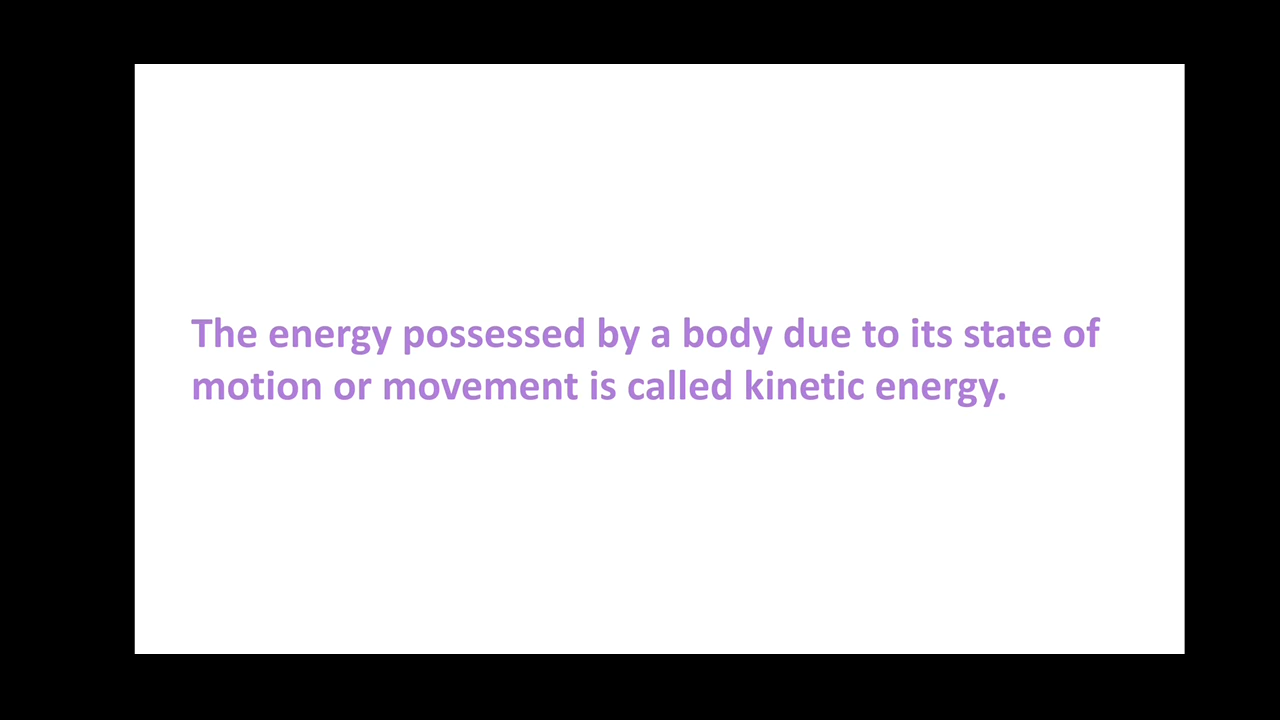 The energy possessed by a body due to its state of
motion or movement is called kinetic energy.